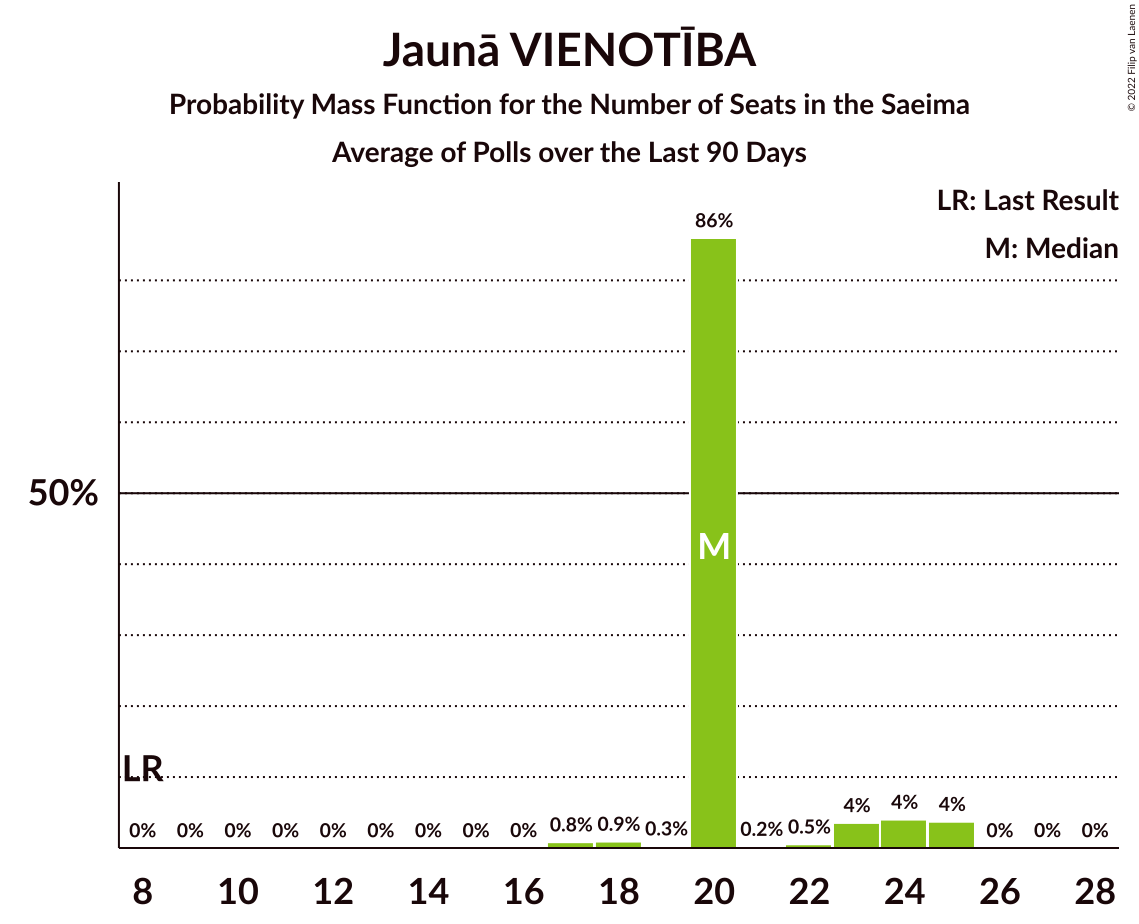 Jaunā VIENOTĪBA
Probability Mass Function for the Number of Seats in the Saeima
Average of Polls over the Last 90 Days
© 2022 Filip van Laenen
LR: Last Result
M: Median
86%
50%
M
LR
0% 0% 0% 0% 0% 0% 0% 0% 0% 0.8% 0.9% 0.3% 0.2% 0.5% 4% 4% 4% 0% 0% 0%
8 10 12 14 16 18 20 22 24 26 28